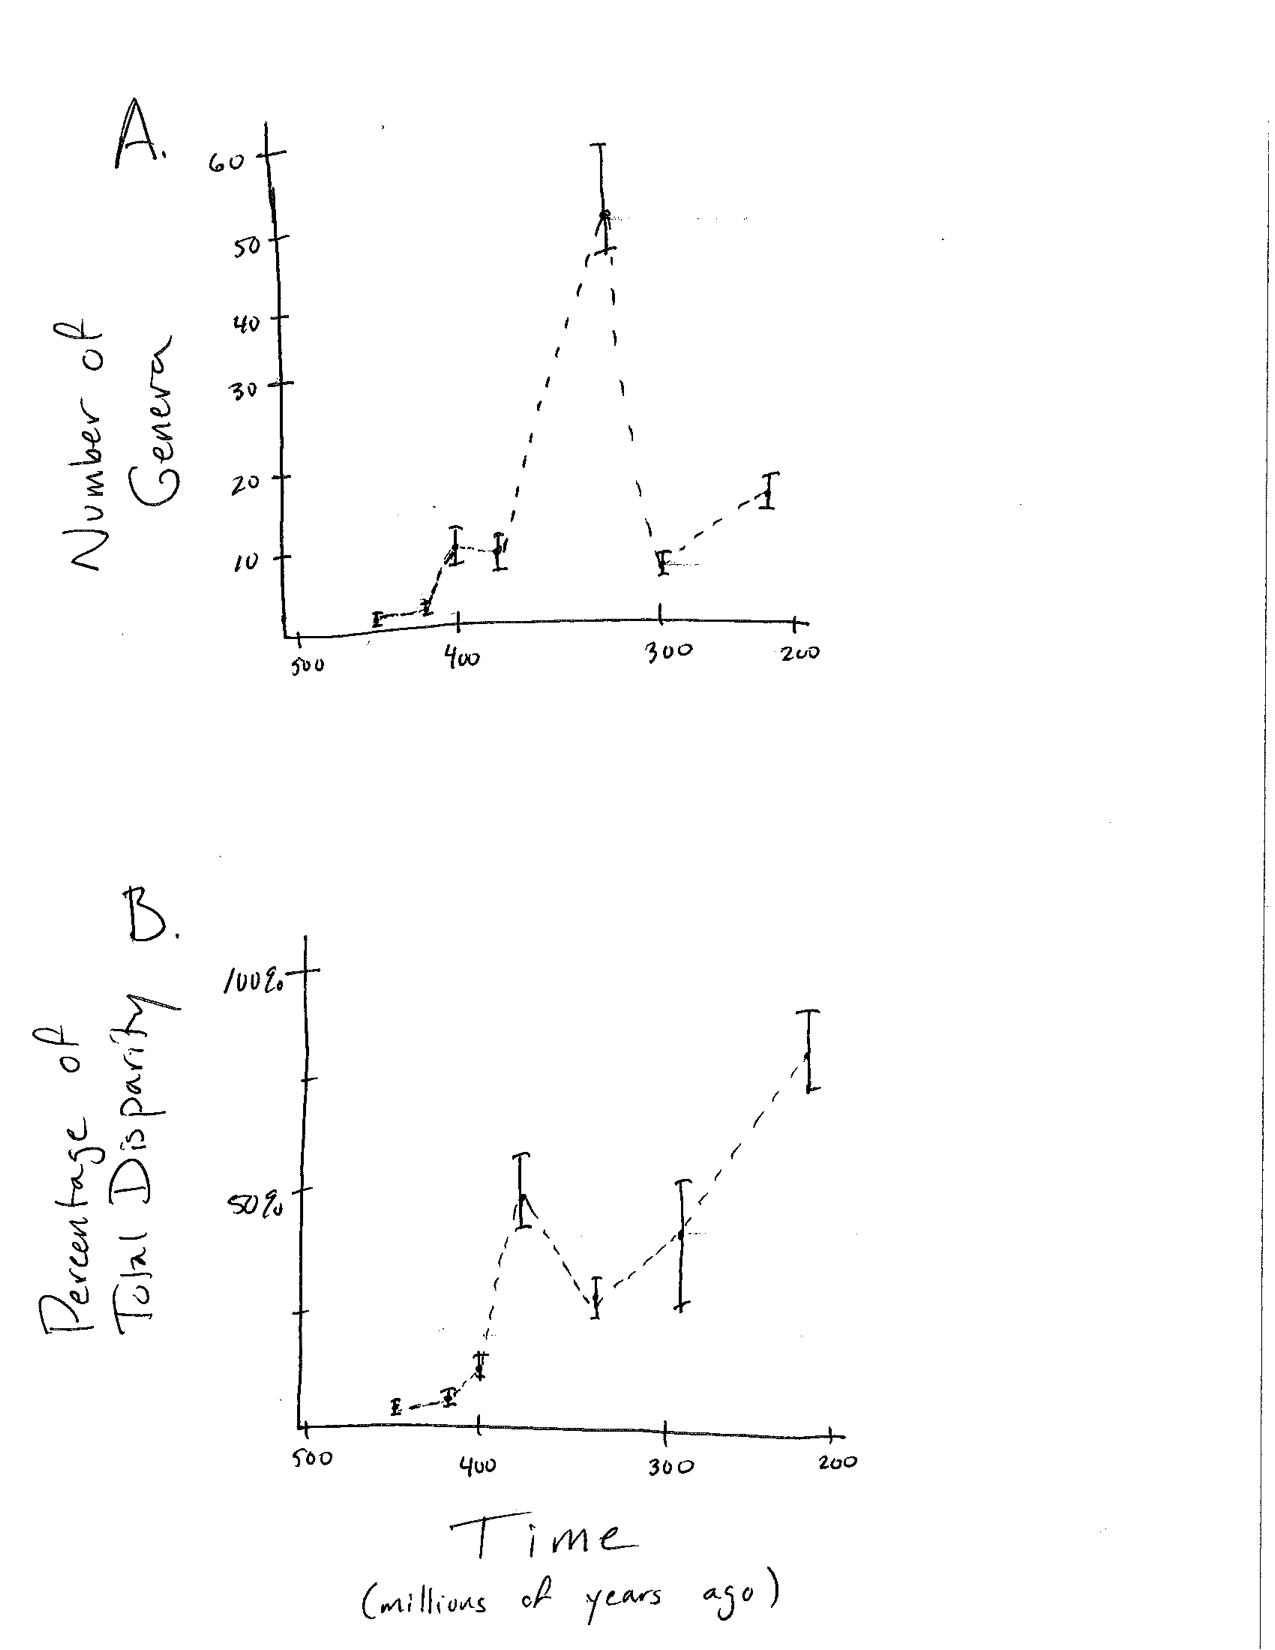 A.
60
50
40
30
20
10
Number of
Genera
500 400 300 200
B.
100%
50%
Percentage of
Total Disparity
500 400 300 200
Time
(millions of years ago)